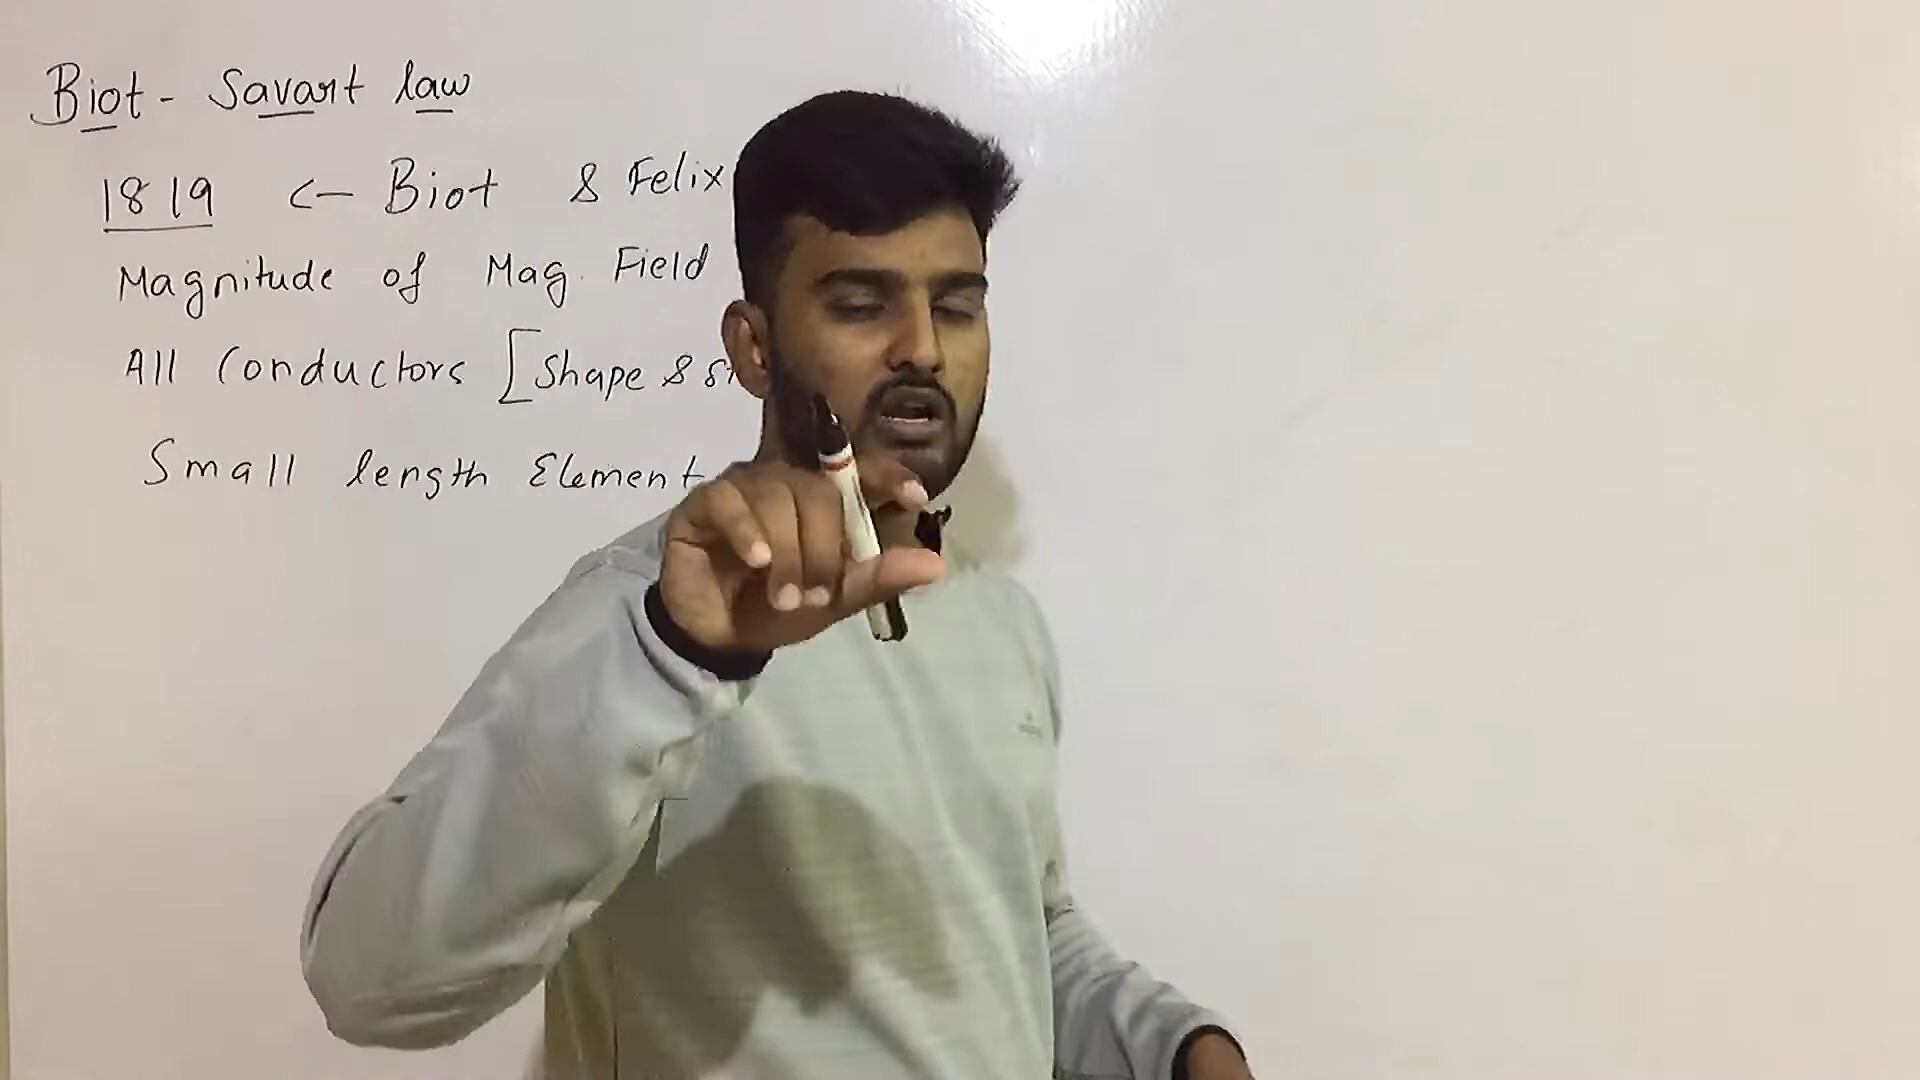 Biot - Savart law
1819 <- Biot & Felix
Magnitude of Mag. Field
All Conductors [Shape &
Small length Element